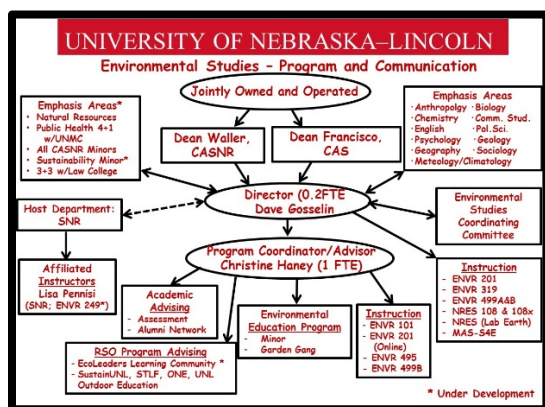 UNIVERSITY OF NEBRASKA–LINCOLN
Environmental Studies – Program and Communication
Jointly Owned and Operated
Emphasis Areas*
• Natural Resources
• Public Health 4+1
w/UNMC
• All CASNR Minors
• Sustainability Minor*
• 3+3 w/Law College
Dean Waller,
CASNR
Dean Francisco,
CAS
Emphasis Areas
·Anthropolgy ·Biology
·Chemistry ·Comm. Stud.
·English ·Pol.Sci.
·Psychology ·Geology
·Geography ·Sociology
·Meteology/Climatology
Director (0.2FTE
Dave Gosselin
Host Department:
SNR
Environmental
Studies
Coordinating
Committee
Program Coordinator/Advisor
Christine Haney (1 FTE)
Affiliated
Instructors
Lisa Pennisi
(SNR; ENVR 249*)
Academic
Advising
- Assessment
- Alumni Network
Environmental
Education Program
- Minor
- Garden Gang
Instruction
- ENVR 101
- ENVR 201
(Online)
- ENVR 495
- ENVR 499B
Instruction
- ENVR 201
- ENVR 319
- ENVR 499A&B
- NRES 108 & 108x
- NRES (Lab Earth)
- MAS-S4E
RSO Program Advising
- EcoLeaders Learning Community *
- SustainUNL, STLF, ONE, UNL
Outdoor Education
* Under Development